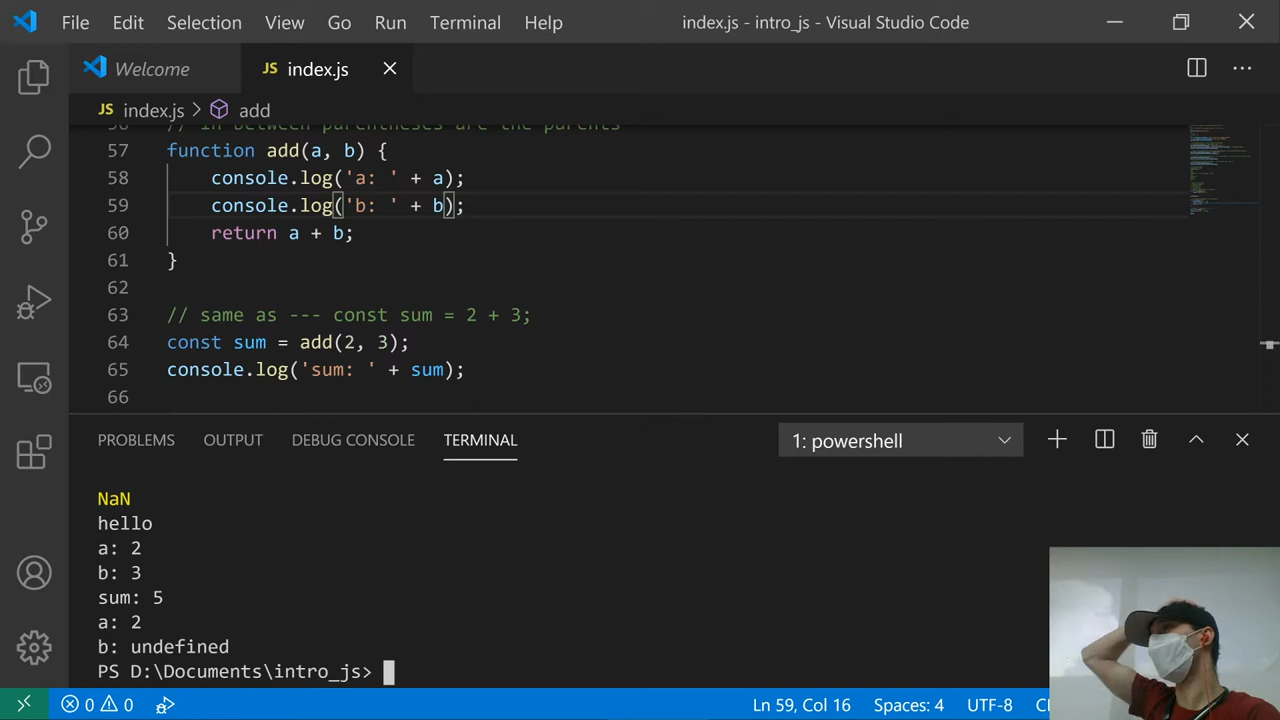 File Edit Selection View Go Run Terminal Help index.js - intro_js - Visual Studio Code
Welcome JS index.js
JS index.js > add
56 // in between parentheses are the parents
57 function add(a, b) {
58 console.log('a: ' + a);
59 console.log('b: ' + b);
60 return a + b;
61 }
62
63 // same as --- const sum = 2 + 3;
64 const sum = add(2, 3);
65 console.log('sum: ' + sum);
66
PROBLEMS OUTPUT DEBUG CONSOLE TERMINAL 1: powershell
NaN
hello
a: 2
b: 3
sum: 5
a: 2
b: undefined
PS D:\Documents\intro_js>
0 0 Ln 59, Col 16 Spaces: 4 UTF-8